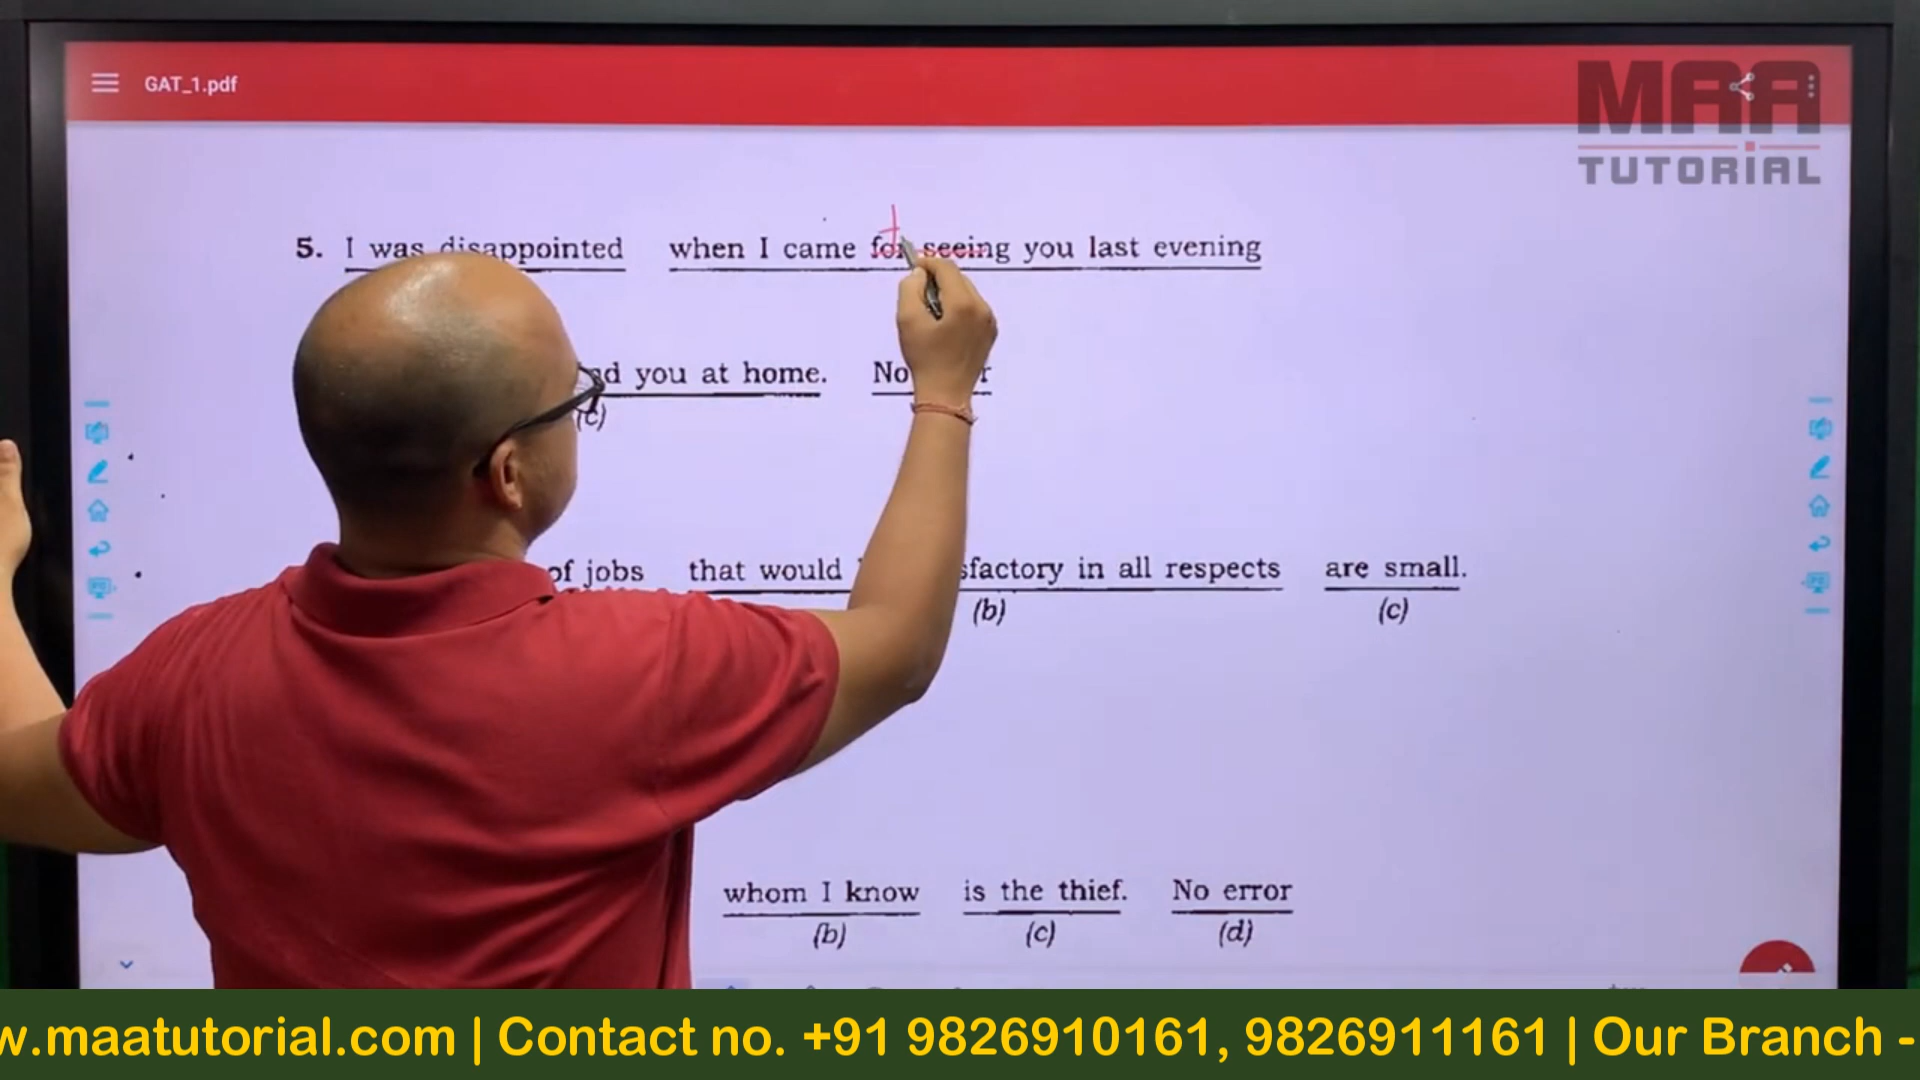 GAT_1.pdf
MAA
TUTORIAL
5. I was disappointed when I came for seeing you last evening
you at home. No
(c)
of jobs that would in all respects are small.
(b) (c)
whom I know is the thief. No error
(b) (c) (d)
.maatutorial.com | Contact no. +91 9826910161, 9826911161 | Our Branch -